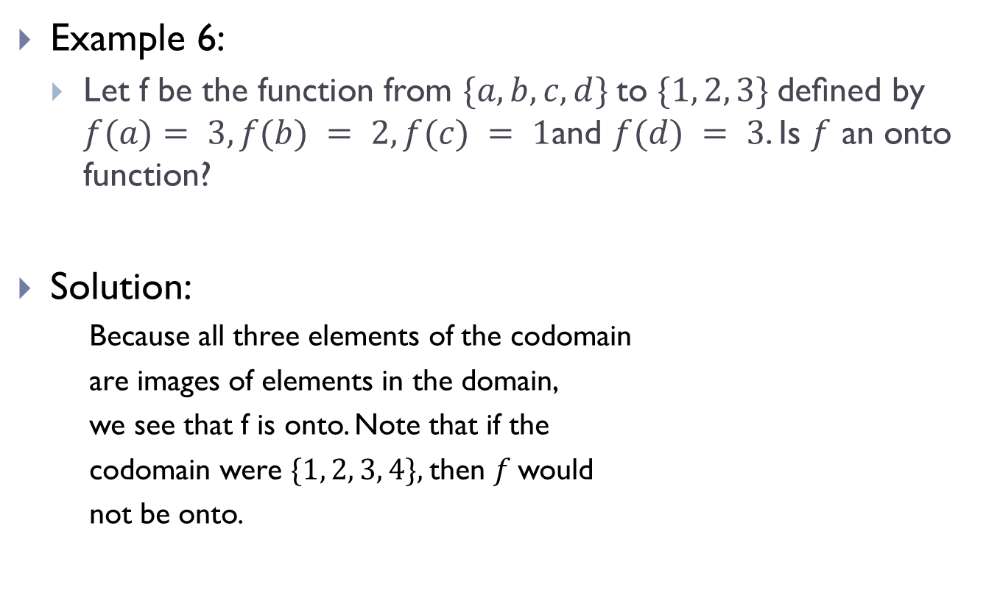 Example 6:
Let f be the function from {a, b, c, d} to {1, 2, 3} defined by
f(a) = 3, f(b) = 2, f(c) = 1and f(d) = 3. Is f an onto
function?
Solution:
Because all three elements of the codomain
are images of elements in the domain,
we see that f is onto. Note that if the
codomain were {1, 2, 3, 4}, then f would
not be onto.